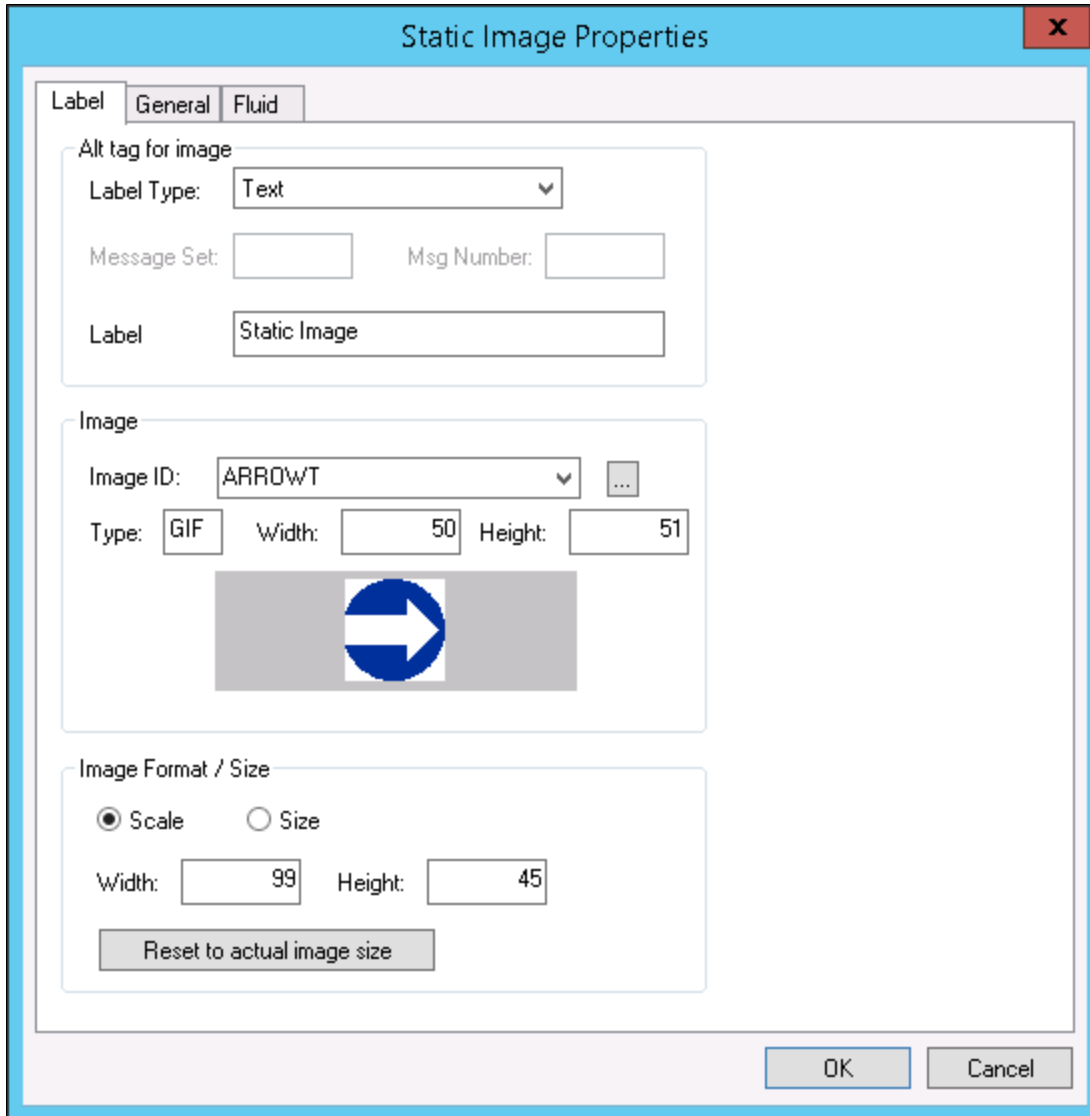 Static Image Properties
x
Label General Fluid
Alt tag for image
Label Type: Text
Message Set: Msg Number:
Label Static Image
Image
Image ID: ARROWT ...
Type: GIF Width: 50 Height: 51
Image Format / Size
Scale Size
Width: 99 Height: 45
Reset to actual image size
OK Cancel